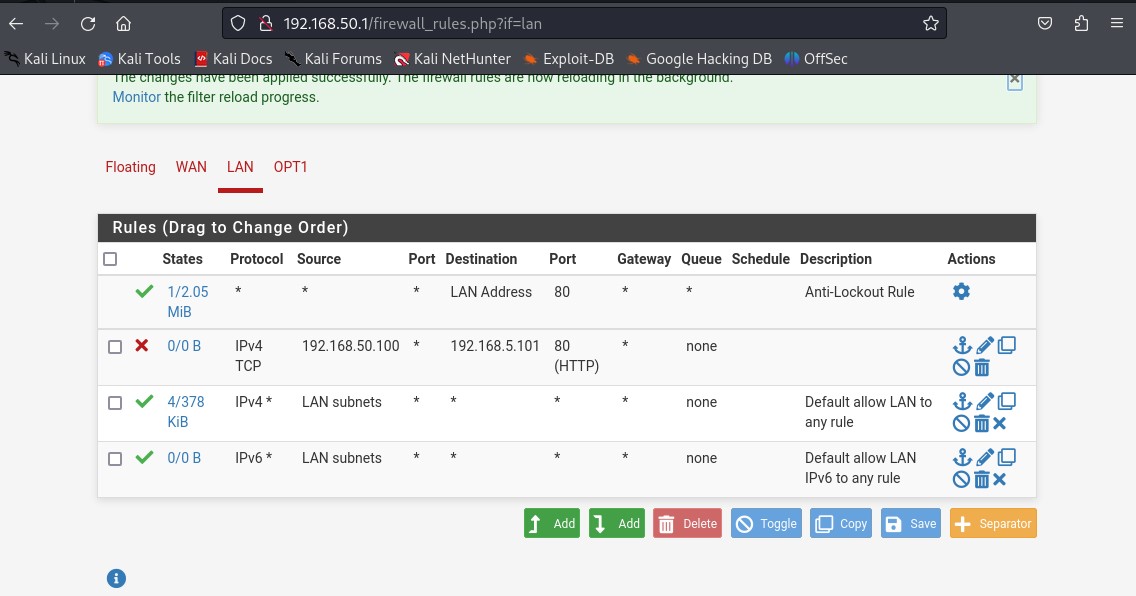 192.168.50.1/firewall_rules.php?if=lan
Kali Linux Kali Tools Kali Docs Kali Forums Kali NetHunter Exploit-DB Google Hacking DB OffSec
The changes have been applied successfully. The firewall rules are now reloading in the background.
Monitor the filter reload progress.
Floating WAN LAN OPT1
Rules (Drag to Change Order)
States Protocol Source Port Destination Port Gateway Queue Schedule Description Actions
1/2.05 * * * LAN Address 80 * * Anti-Lockout Rule
MiB
0/0 B IPv4 192.168.50.100 * 192.168.5.101 80 * none
TCP (HTTP)
4/378 IPv4 * LAN subnets * * * * none Default allow LAN to
KiB any rule
0/0 B IPv6 * LAN subnets * * * * none Default allow LAN
IPv6 to any rule
Add Add Delete Toggle Copy Save Separator